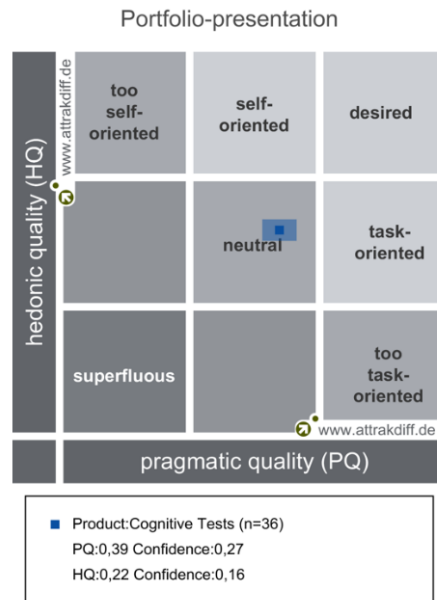 Portfolio-presentation
www.attrakdiff.de
too
self-
oriented
self-
oriented
desired
hedonic quality (HQ)
neutral
task-
oriented
superfluous
too
task-
oriented
www.attrakdiff.de
pragmatic quality (PQ)
Product:Cognitive Tests (n=36)
PQ:0,39 Confidence:0,27
HQ:0,22 Confidence:0,16